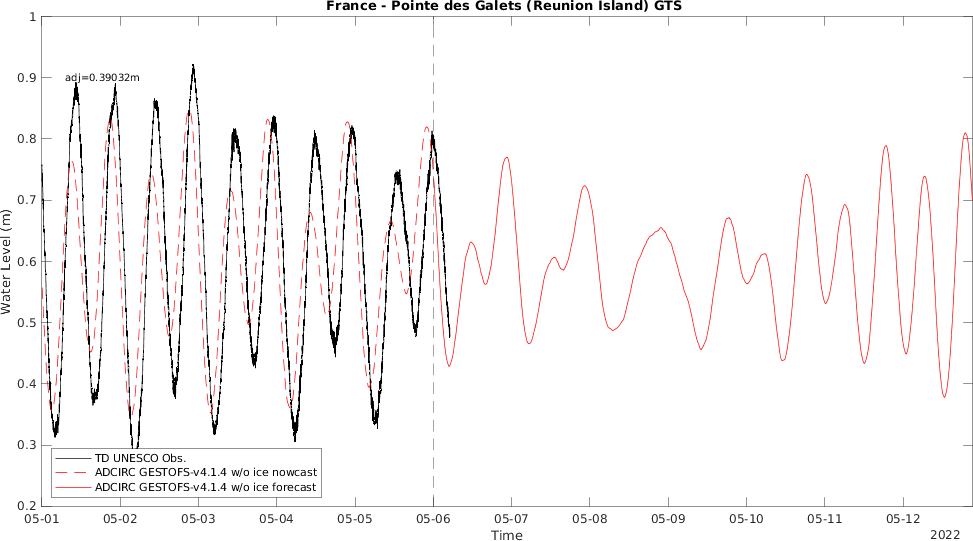 France - Pointe des Galets (Reunion Island) GTS
adj=0.39032m
1
0.9
0.8
0.7
0.6
0.5
0.4
0.3
0.2
Water Level (m)
TD UNESCO Obs.
ADCIRC GESTOFS-v4.1.4 w/o ice nowcast
ADCIRC GESTOFS-v4.1.4 w/o ice forecast
05-01 05-02 05-03 05-04 05-05 05-06 05-07 05-08 05-09 05-10 05-11 05-12
Time
2022